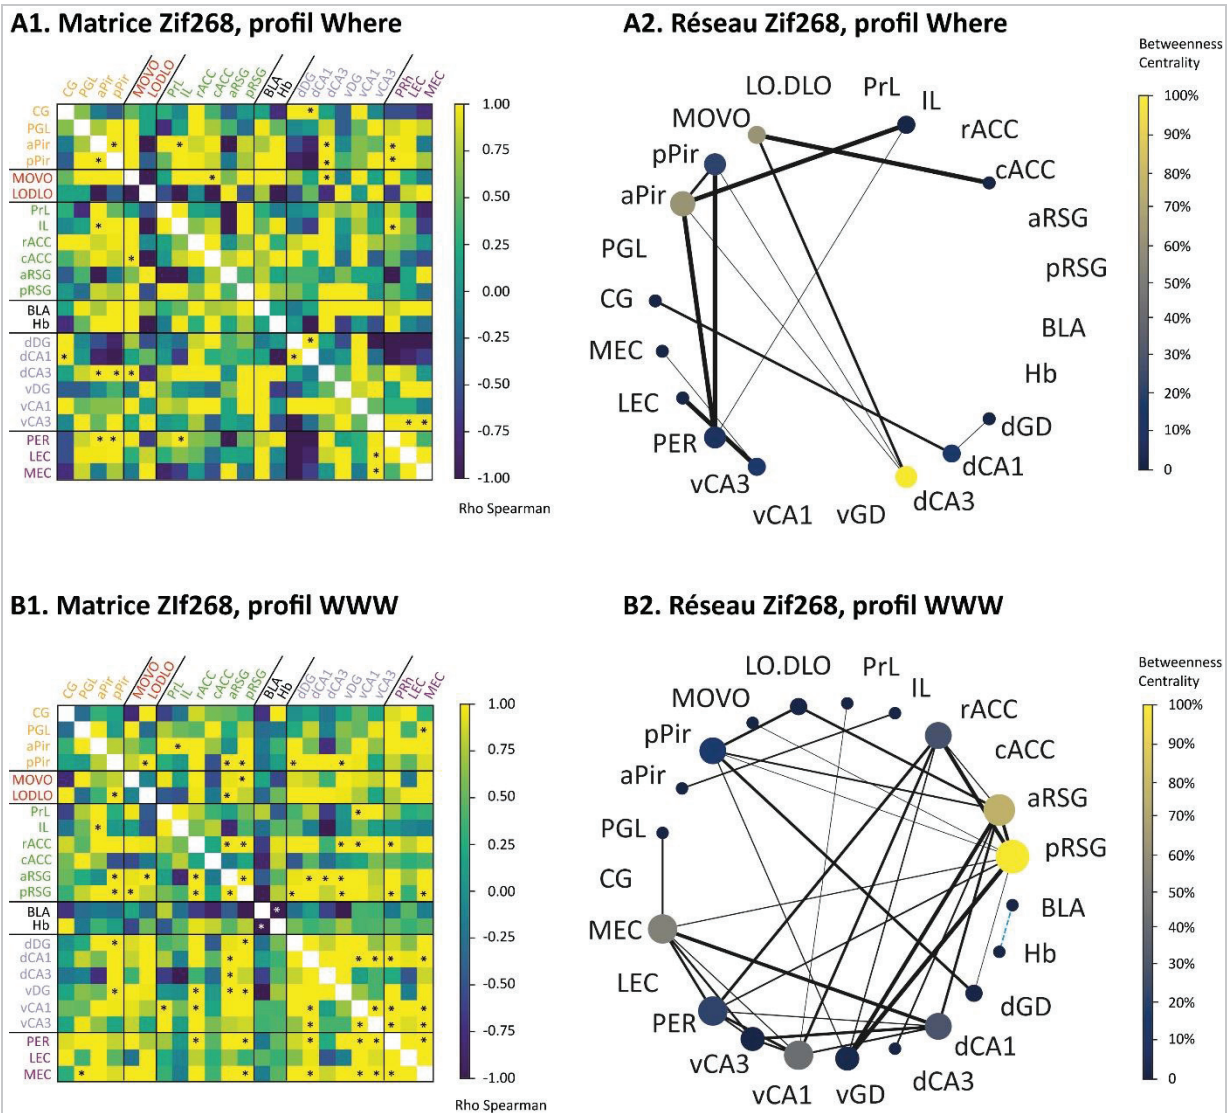 A1. Matrice Zif268, profil Where
CG PGL aPir pPir MOVO LODLO PrL IL rACC cACC aRSG pRSG BLA Hb dDG dCA1 dCA3 vDG vCA1 vCA3 PRh LEC MEC
CG
PGL
aPir
pPir
MOVO
LODLO
PrL
IL
rACC
cACC
aRSG
pRSG
BLA
Hb
dDG
dCA1
dCA3
vDG
vCA1
vCA3
PER
LEC
MEC
1.00
0.75
0.50
0.25
0.00
-0.25
-0.50
-0.75
-1.00
Rho Spearman
A2. Réseau Zif268, profil Where
LO.DLO
PrL
IL
rACC
cACC
aRSG
pRSG
BLA
Hb
dGD
dCA1
dCA3
vGD
vCA1
vCA3
PER
LEC
MEC
CG
PGL
aPir
pPir
MOVO
Betweenness
Centrality
100%
90%
80%
70%
60%
50%
40%
30%
20%
10%
0
B1. Matrice ZIf268, profil WWW
CG PGL aPir pPir MOVO LODLO PrL IL rACC cACC aRSG pRSG BLA Hb dDG dCA1 dCA3 vDG vCA1 vCA3 PRh LEC MEC
CG
PGL
aPir
pPir
MOVO
LODLO
PrL
IL
rACC
cACC
aRSG
pRSG
BLA
Hb
dDG
dCA1
dCA3
vDG
vCA1
vCA3
PER
LEC
MEC
1.00
0.75
0.50
0.25
0.00
-0.25
-0.50
-0.75
-1.00
Rho Spearman
B2. Réseau Zif268, profil WWW
LO.DLO
PrL
IL
rACC
cACC
aRSG
pRSG
BLA
Hb
dGD
dCA1
dCA3
vGD
vCA1
vCA3
PER
LEC
MEC
CG
PGL
aPir
pPir
MOVO
Betweenness
Centrality
100%
90%
80%
70%
60%
50%
40%
30%
20%
10%
0